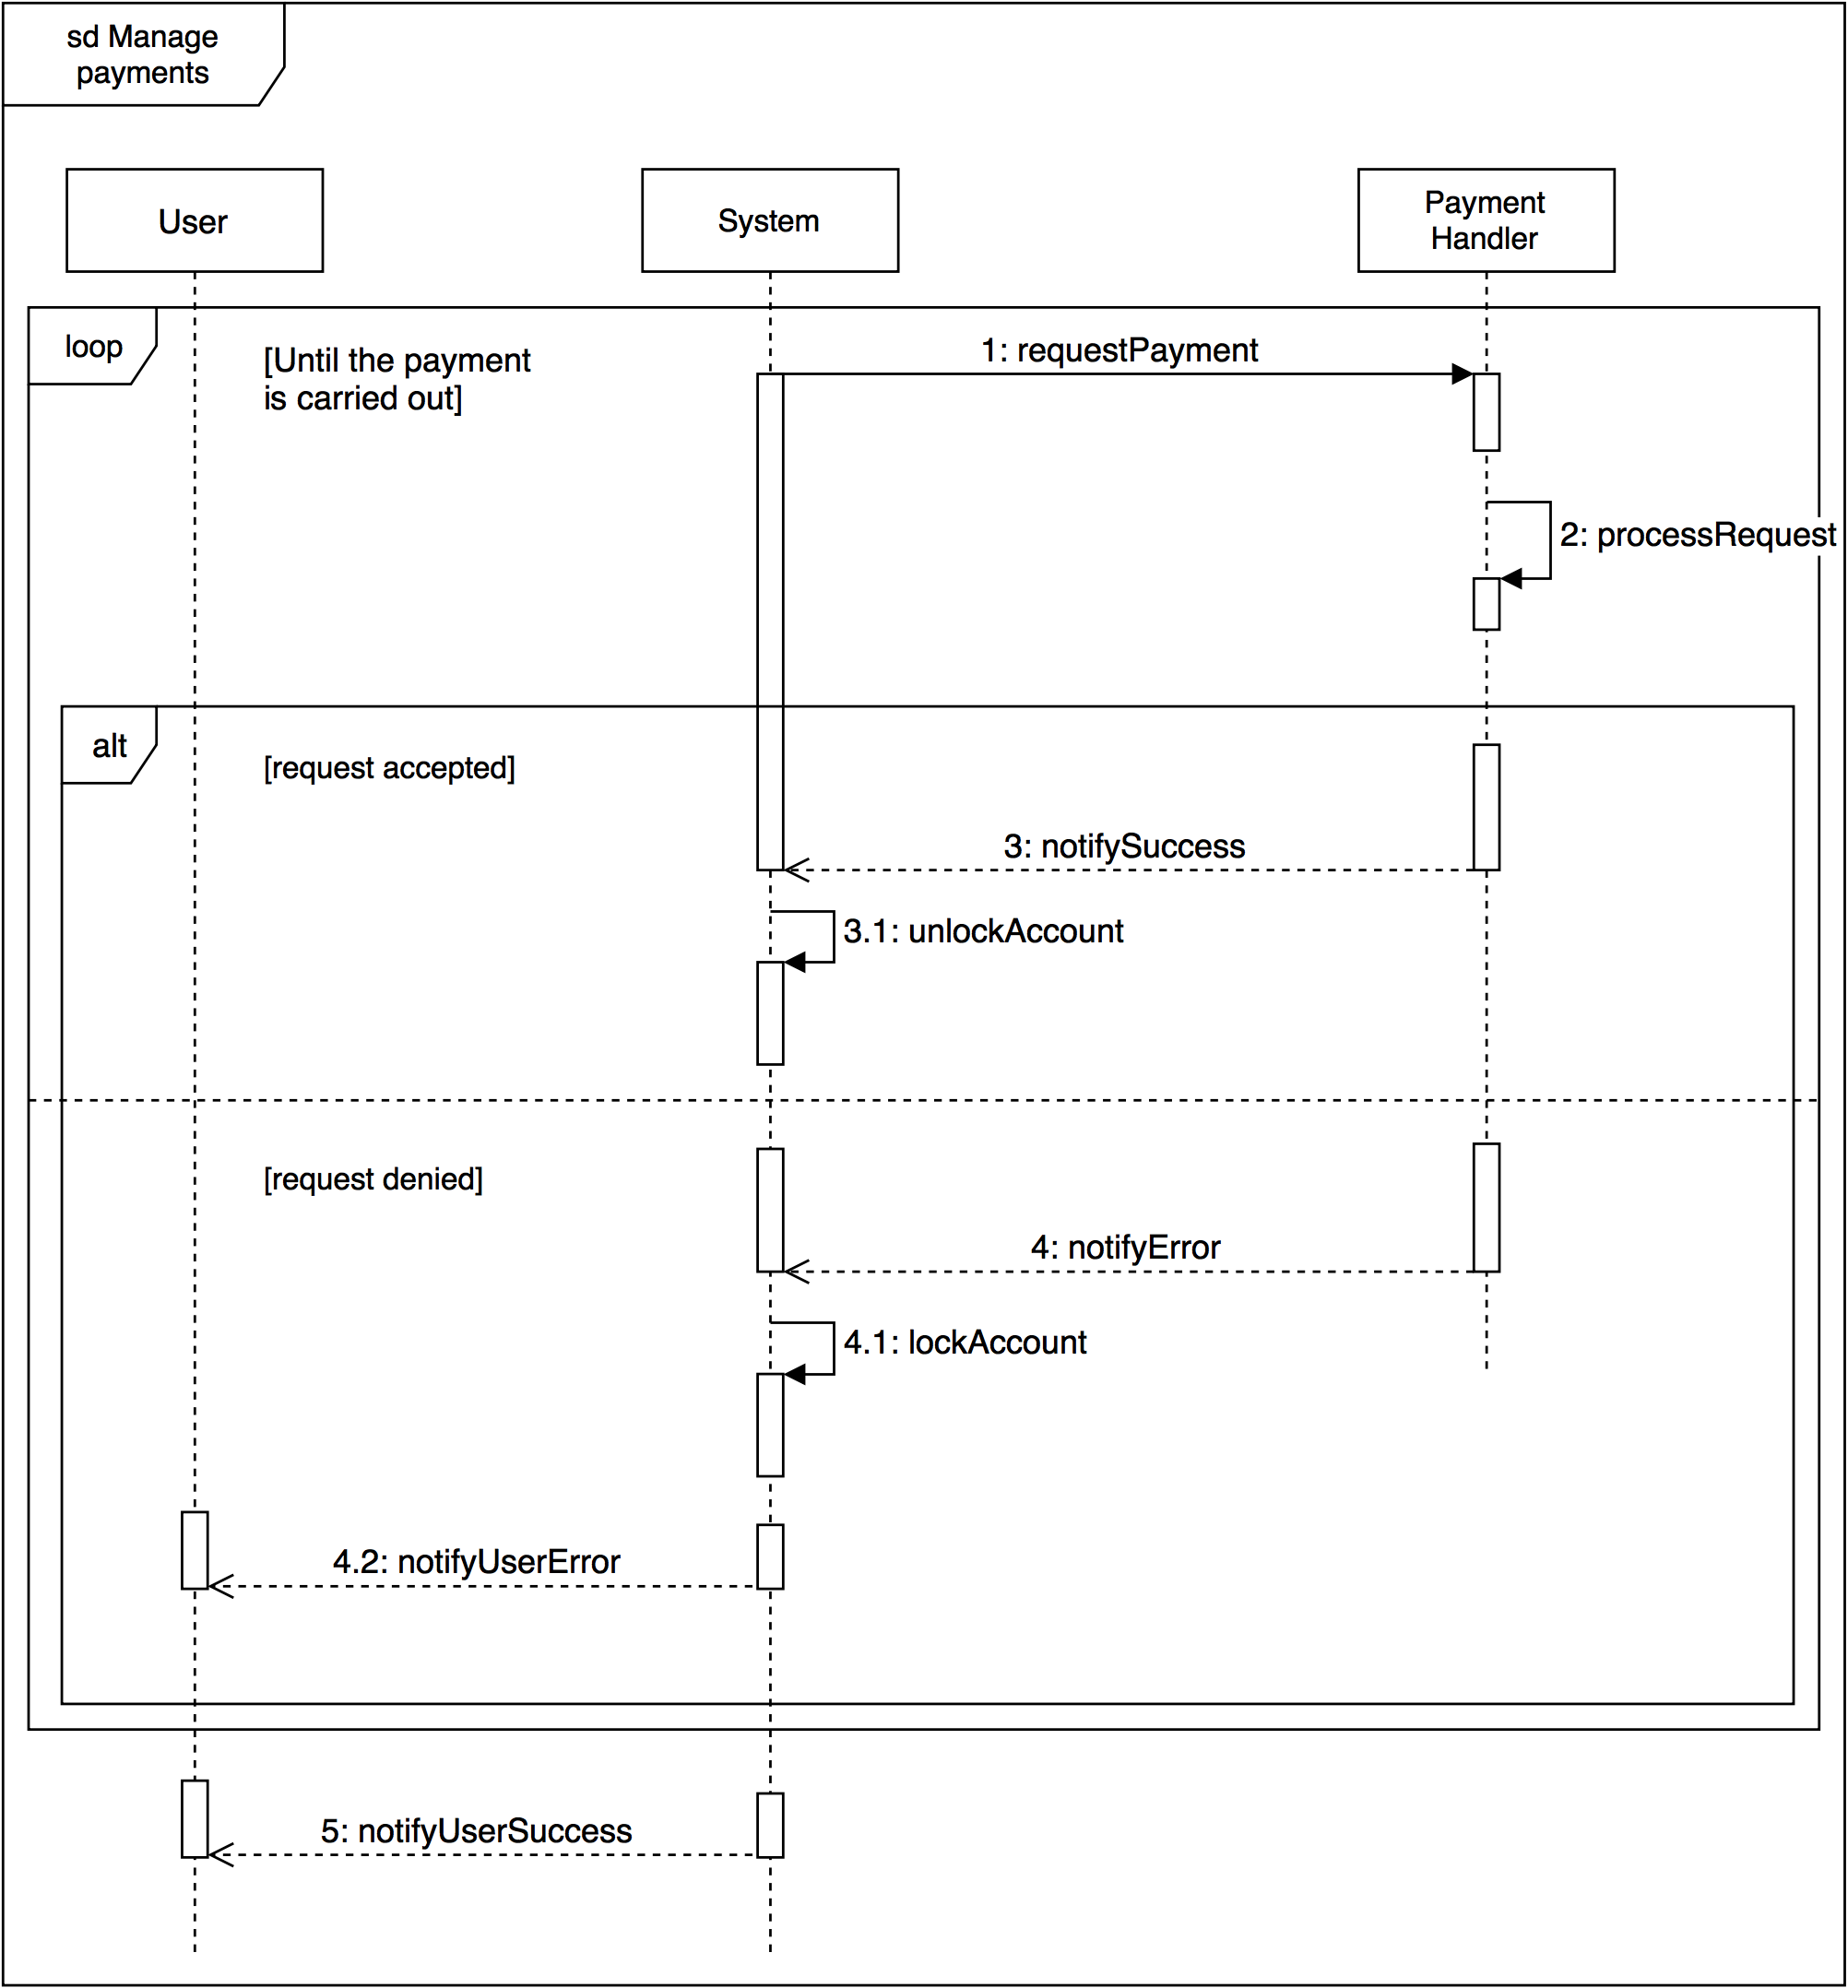 sd Manage
payments
User
System
Payment
Handler
loop
[Until the payment
is carried out]
1: requestPayment
2: processRequest
alt
[request accepted]
3: notifySuccess
3.1: unlockAccount
[request denied]
4: notifyError
4.1: lockAccount
4.2: notifyUserError
5: notifyUserSuccess